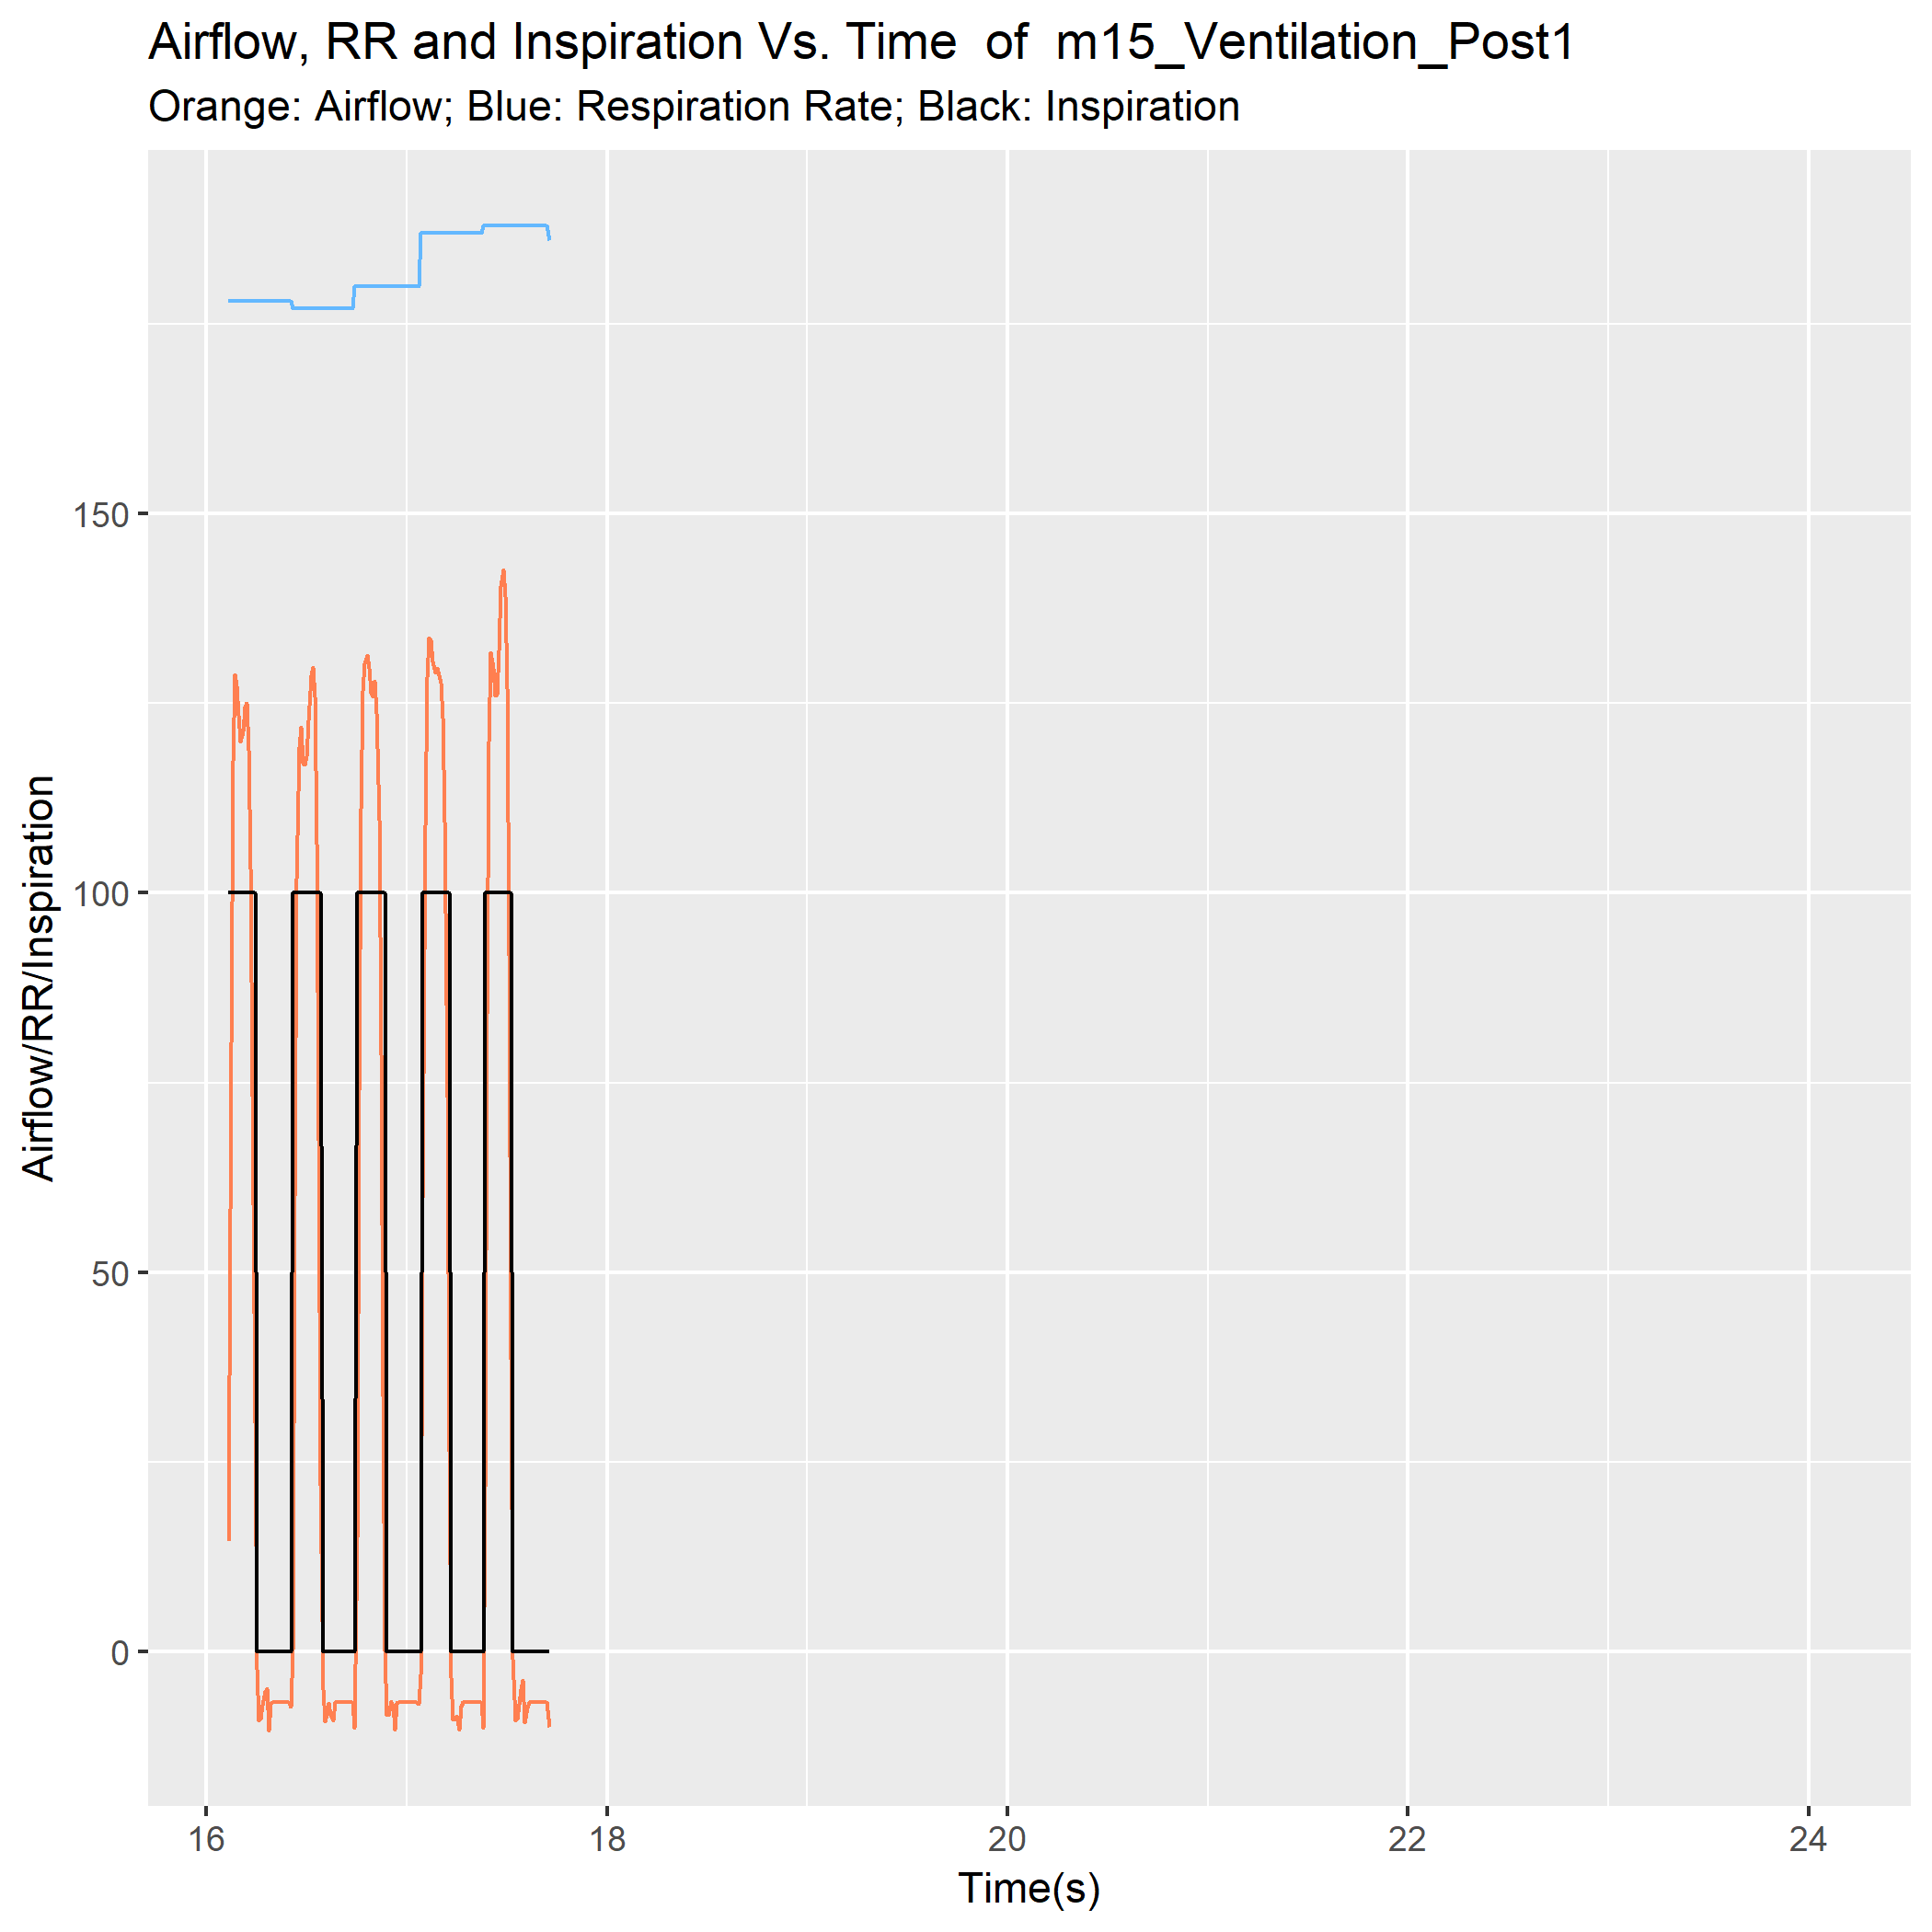 Airflow, RR and Inspiration Vs. Time  of  m15_Ventilation_Post1
Orange: Airflow; Blue: Respiration Rate; Black: Inspiration
Airflow/RR/Inspiration
150
100
50
0
16 18 20 22 24
Time(s)